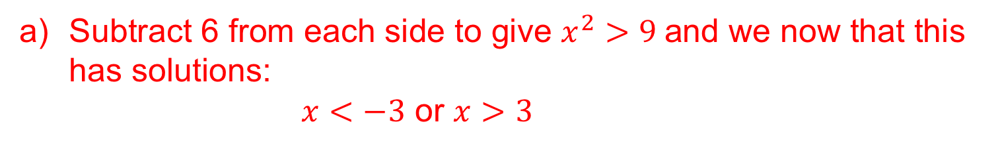 a) Subtract 6 from each side to give x² > 9 and we now that this
has solutions:
x < −3 or x > 3